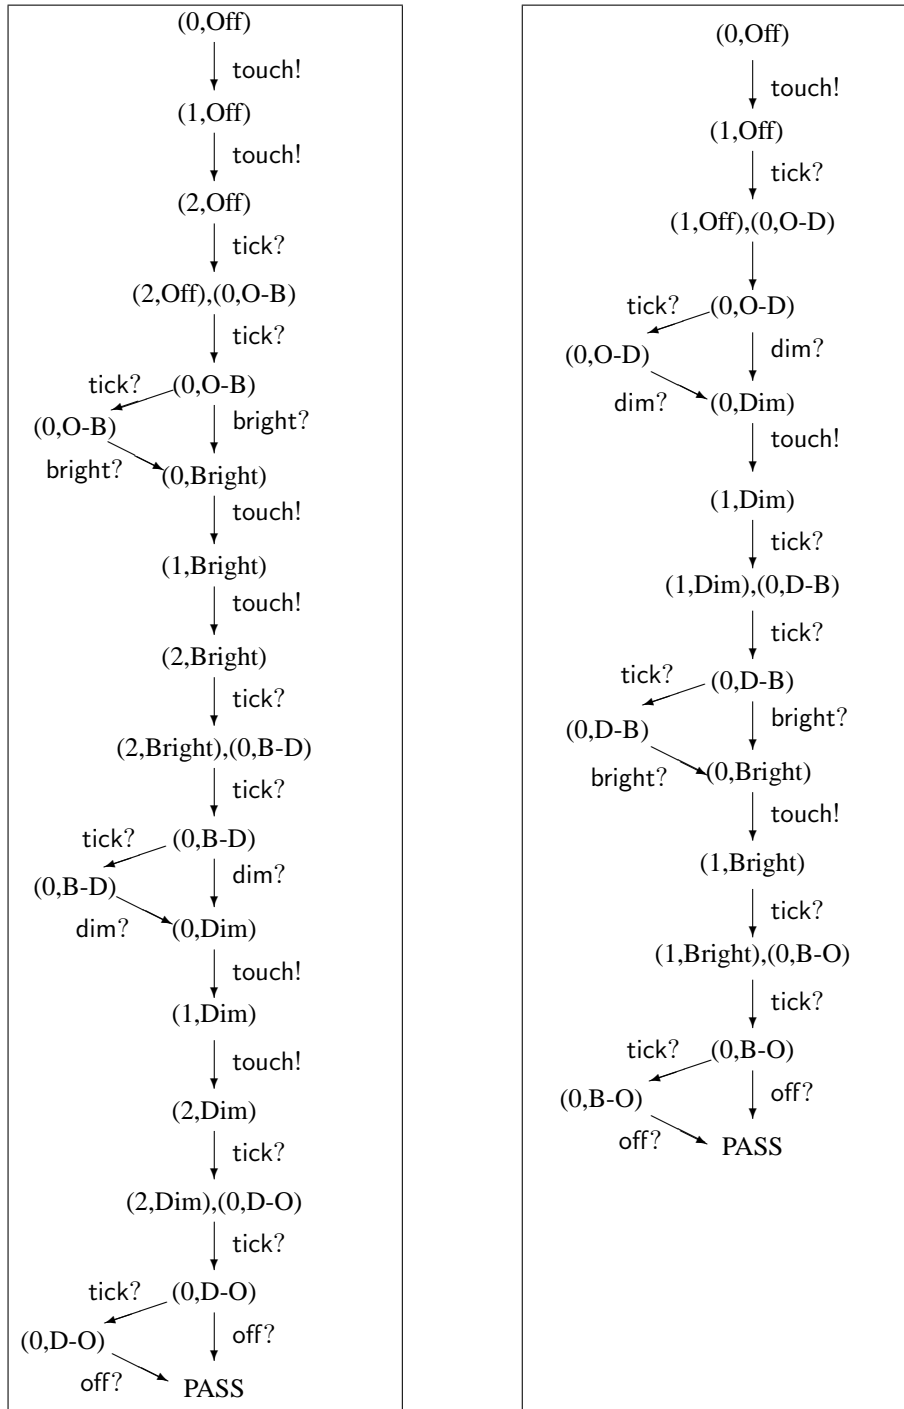 (0,Off)
touch!
(1,Off)
touch!
(2,Off)
tick?
(2,Off),(0,O-B)
tick?
tick? (0,O-B)
(0,O-B) bright?
bright? (0,Bright)
touch!
(1,Bright)
touch!
(2,Bright)
tick?
(2,Bright),(0,B-D)
tick?
tick? (0,B-D)
(0,B-D) dim?
dim? (0,Dim)
touch!
(1,Dim)
touch!
(2,Dim)
tick?
(2,Dim),(0,D-O)
tick?
tick? (0,D-O)
(0,D-O) off?
off? PASS
(0,Off)
touch!
(1,Off)
tick?
(1,Off),(0,O-D)
tick? (0,O-D)
(0,O-D) dim?
dim? (0,Dim)
touch!
(1,Dim)
tick?
(1,Dim),(0,D-B)
tick?
tick? (0,D-B)
(0,D-B) bright?
bright? (0,Bright)
touch!
(1,Bright)
tick?
(1,Bright),(0,B-O)
tick?
tick? (0,B-O)
(0,B-O) off?
off? PASS